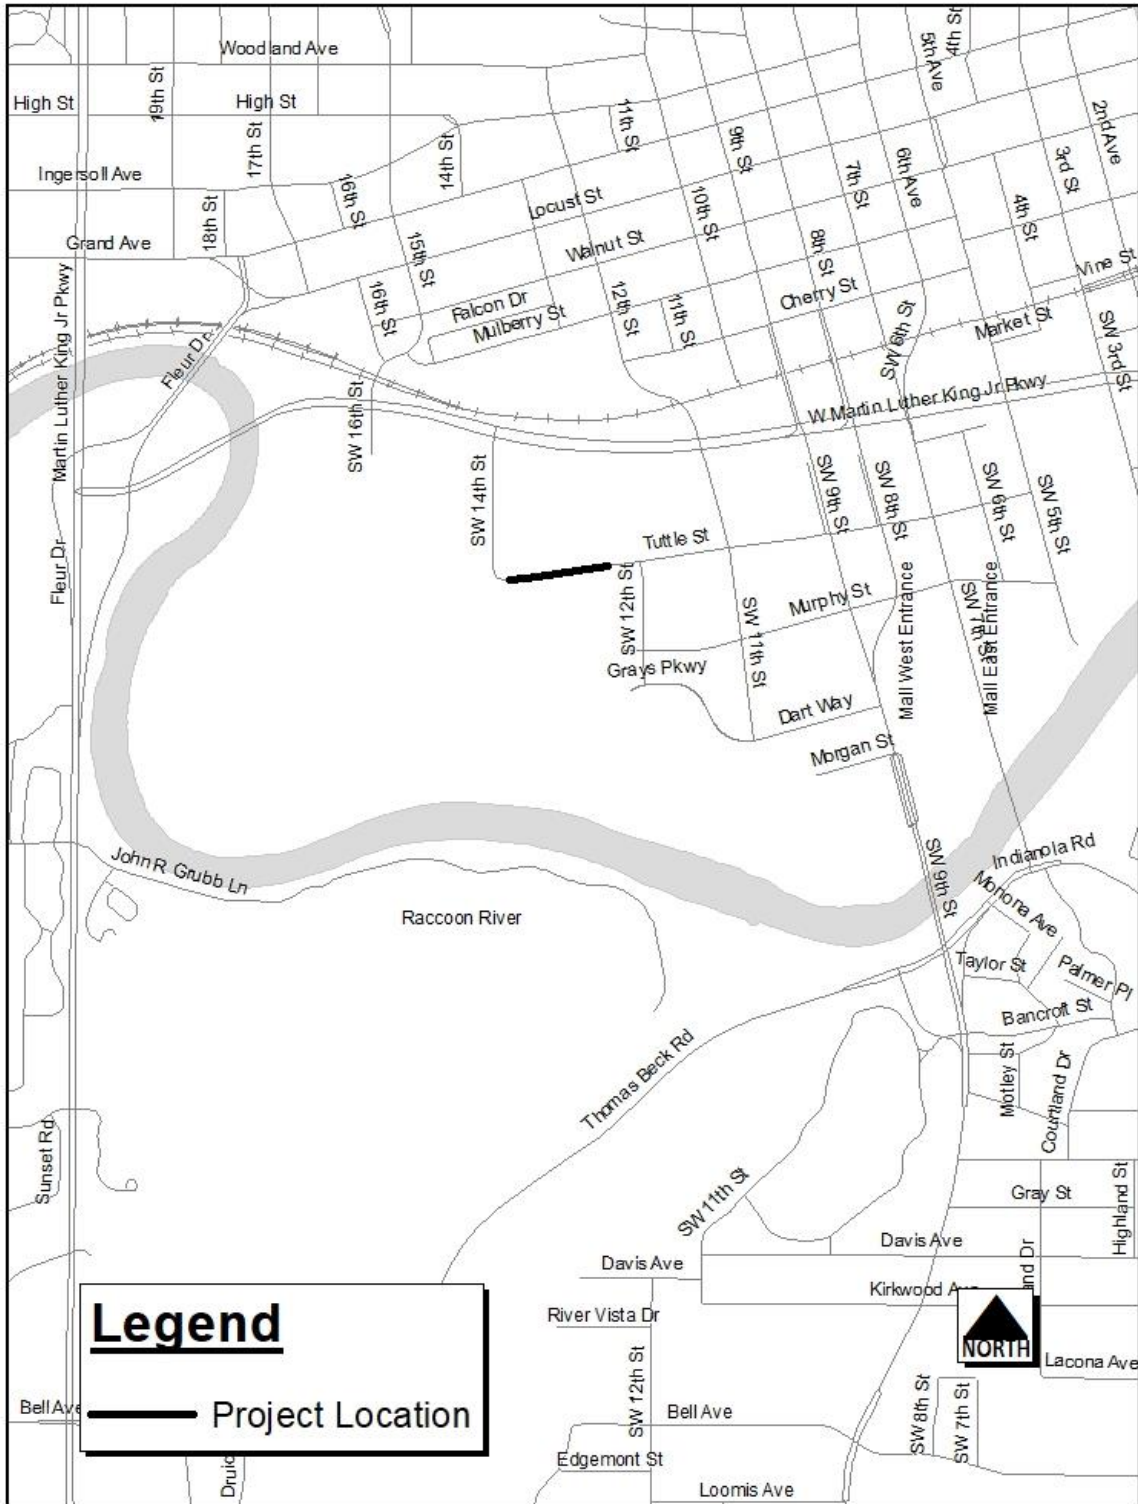 Woodland Ave
4th St
5th Ave
High St
19th St
High St
11th St
2nd Ave
17th St
14th St
9th St
3rd St
Ingersoll Ave
16th St
7th St
6th Ave
Locust St
10th St
4th St
18th St
Grand Ave
15th St
Walnut St
8th St
Vine St
16th St
Falcon Dr
Mulberry St
12th St
11th St
Cherry St
Market St
Martin Luther King Jr Pkwy
Fleur Dr
SW 6th St
SW 3rd St
W Martin Luther King Jr Pkwy
SW 16th St
SW 14th St
SW 9th St
SW 8th St
SW 6th St
SW 5th St
Fleur Dr
Tuttle St
SW 12th St
Murphy St
SW 11th St
Mall West Entrance
SW 7th St
Mall East Entrance
Grays Pkwy
Dart Way
Morgan St
John R Grubb Ln
Indianola Rd
SW 9th St
Monona Ave
Raccoon River
Taylor St
Palmer Pl
Bancroft St
Thomas Beck Rd
Motley St
Courtland Dr
Sunset Rd
SW 11th St
Gray St
Highland St
Davis Ave
Davis Ave
nd Dr
Kirkwood Ave
River Vista Dr
NORTH
Lacona Ave
SW 12th St
SW 8th St
SW 7th St
Legend
Project Location
Bell Ave
Bell Ave
Edgemont St
Druid
Loomis Ave